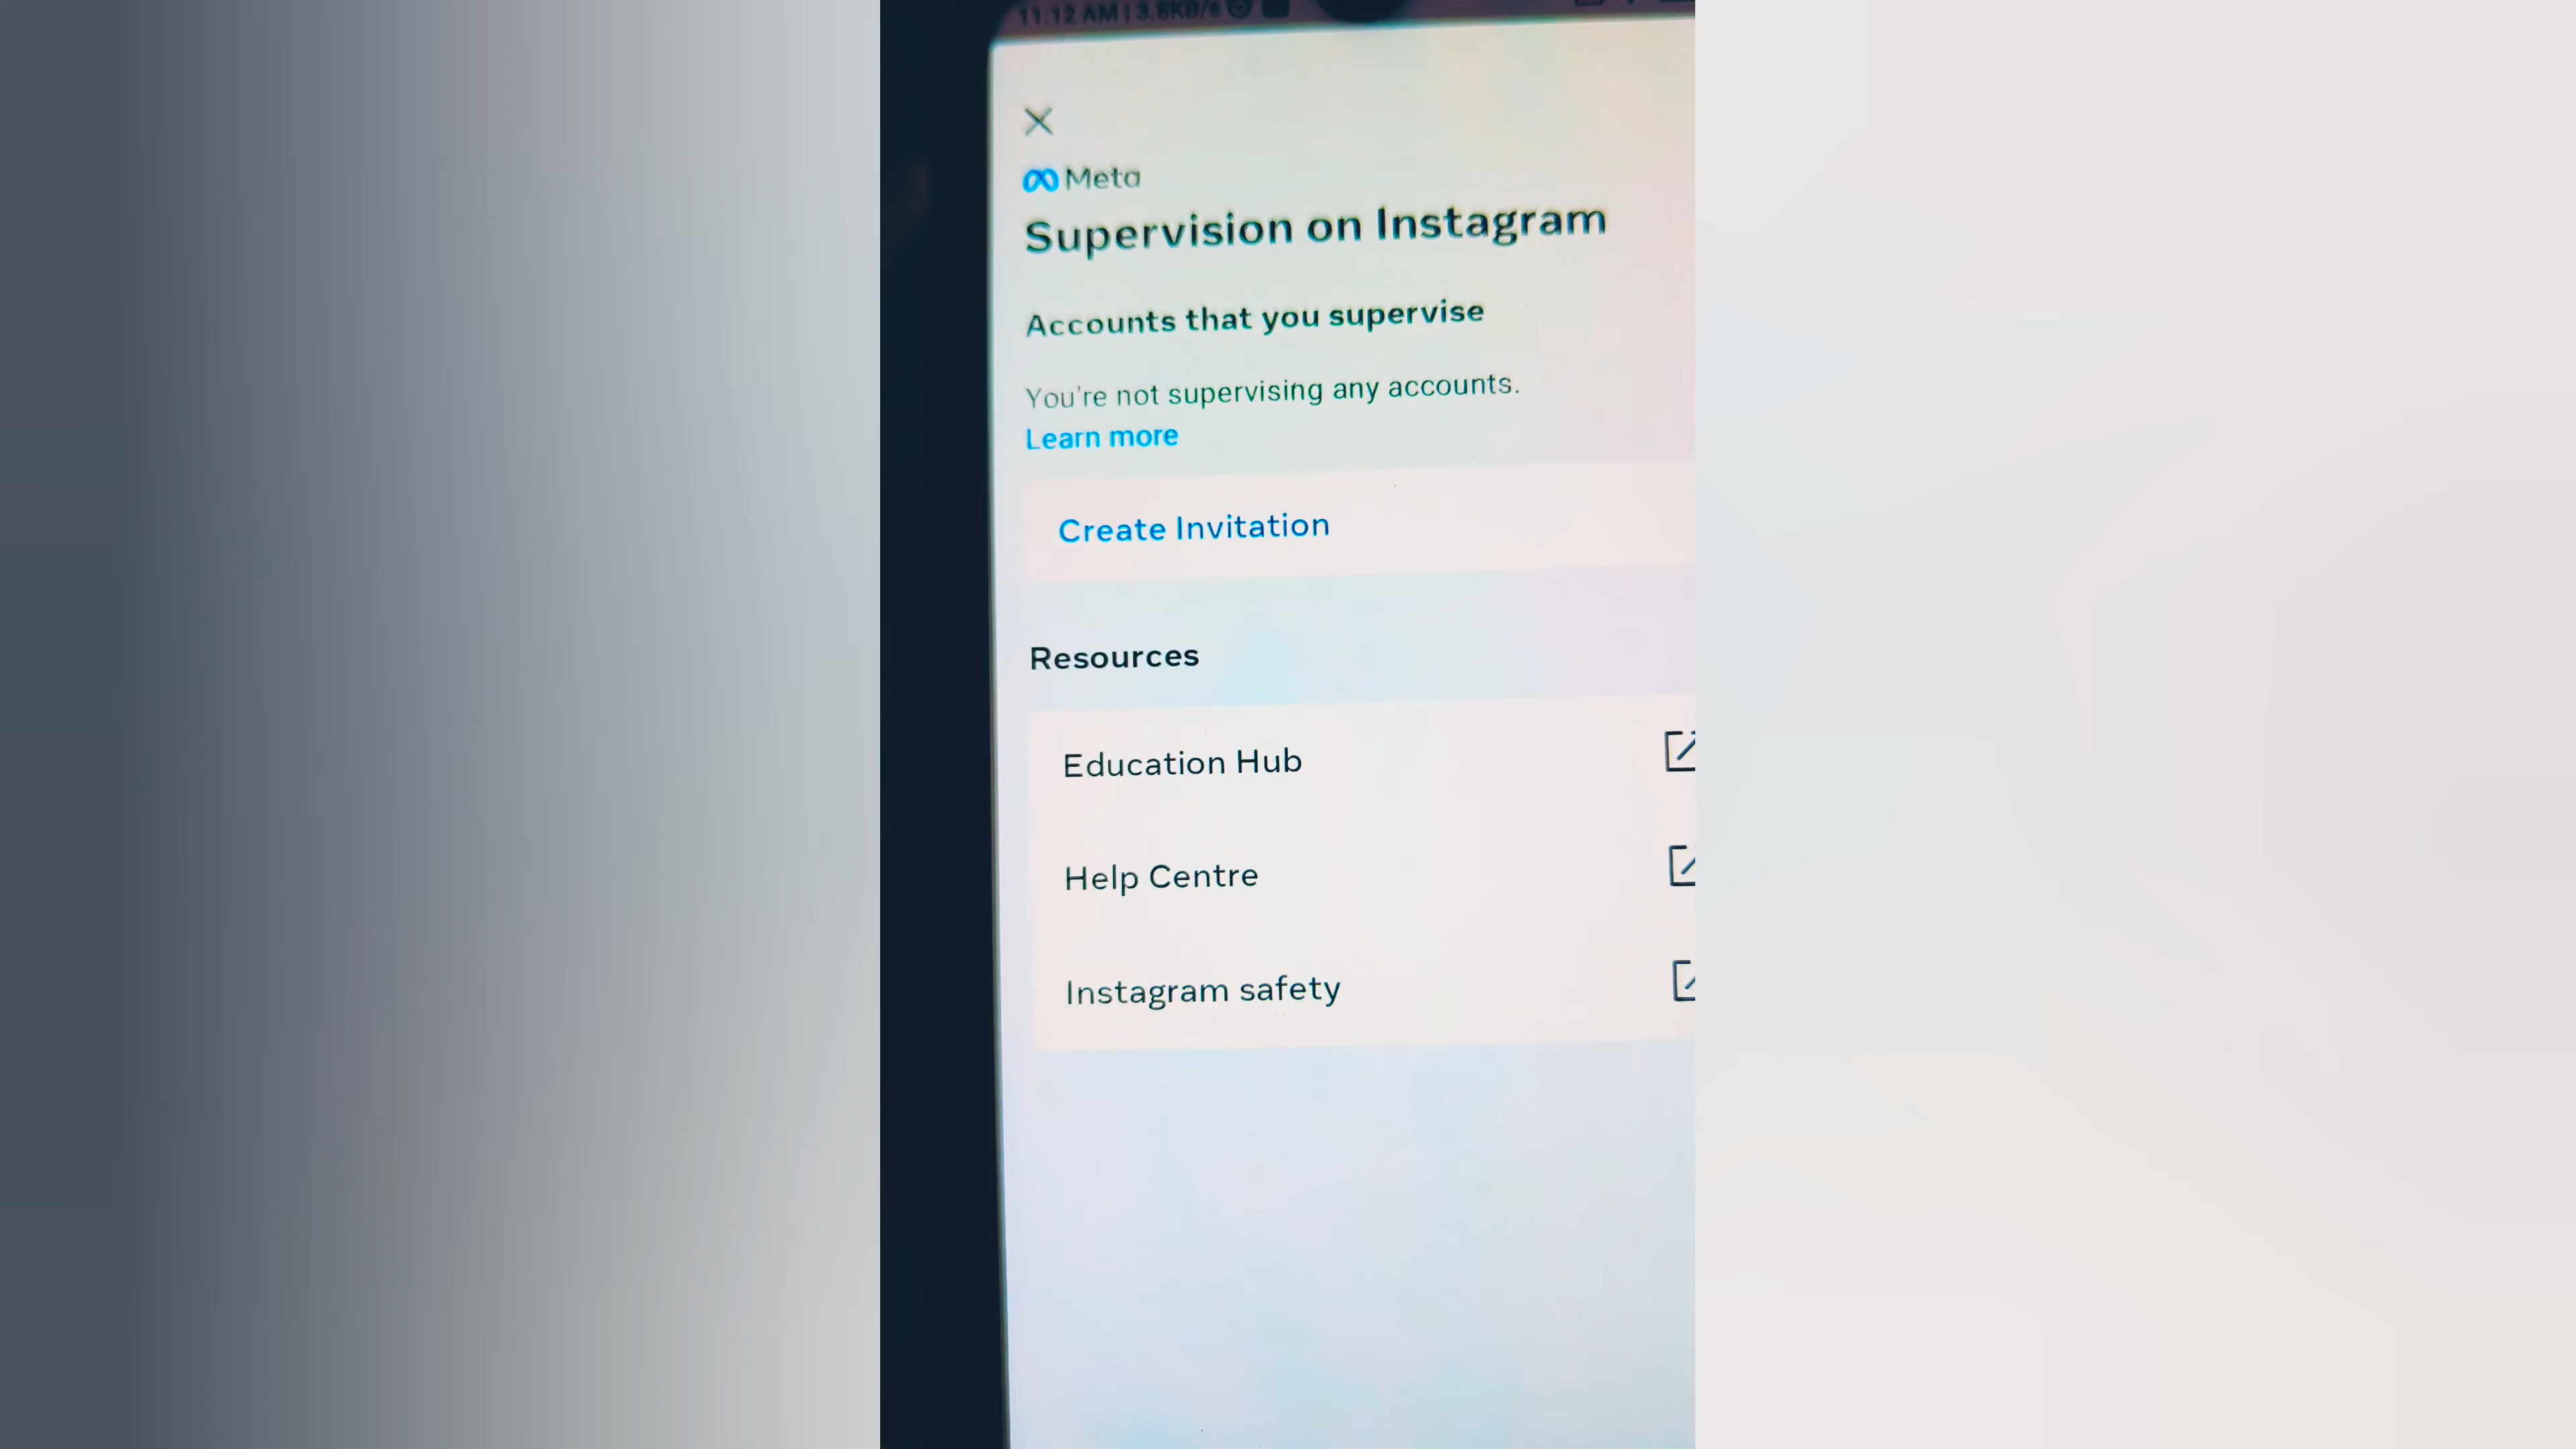 11:12 AM | 3.8KB/s
Meta
Supervision on Instagram
Accounts that you supervise
You're not supervising any accounts.
Learn more
Create Invitation
Resources
Education Hub
Help Centre
Instagram safety